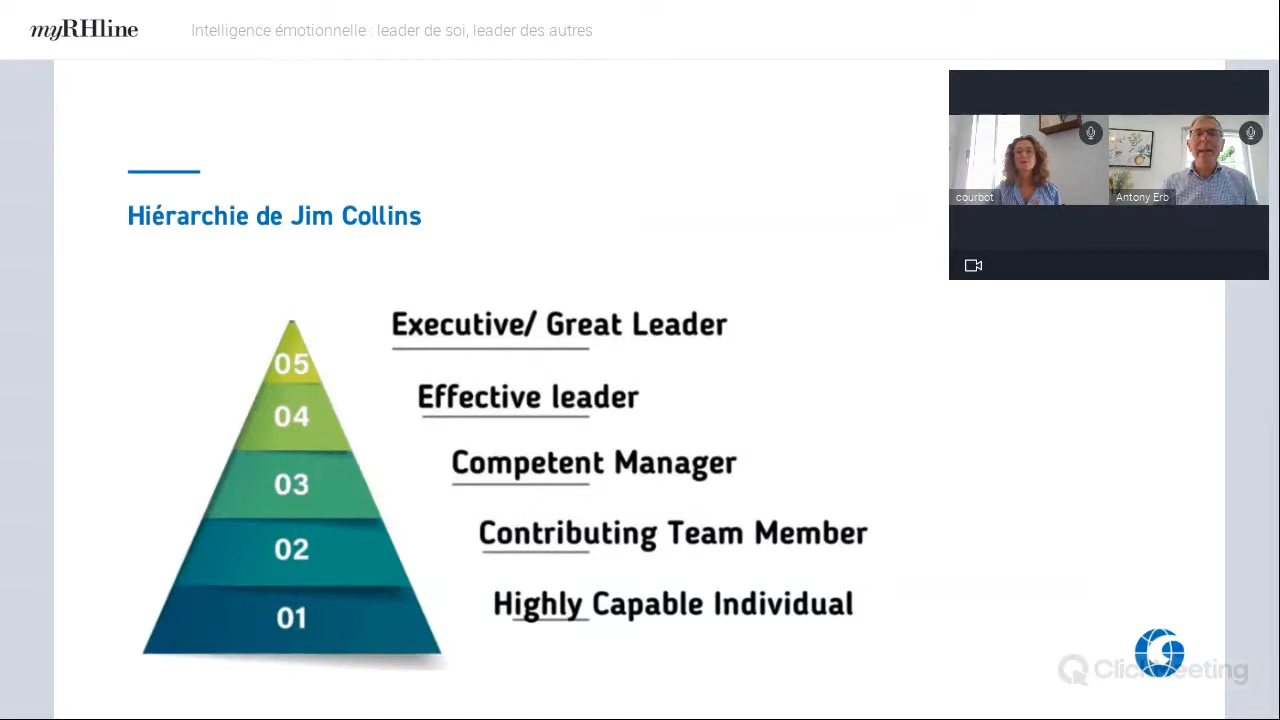 myRHline
Intelligence émotionnelle : leader de soi, leader des autres
courbot
Antony Erb
Hiérarchie de Jim Collins
05
Executive/ Great Leader
04
Effective leader
03
Competent Manager
02
Contributing Team Member
01
Highly Capable Individual
ClickMeeting